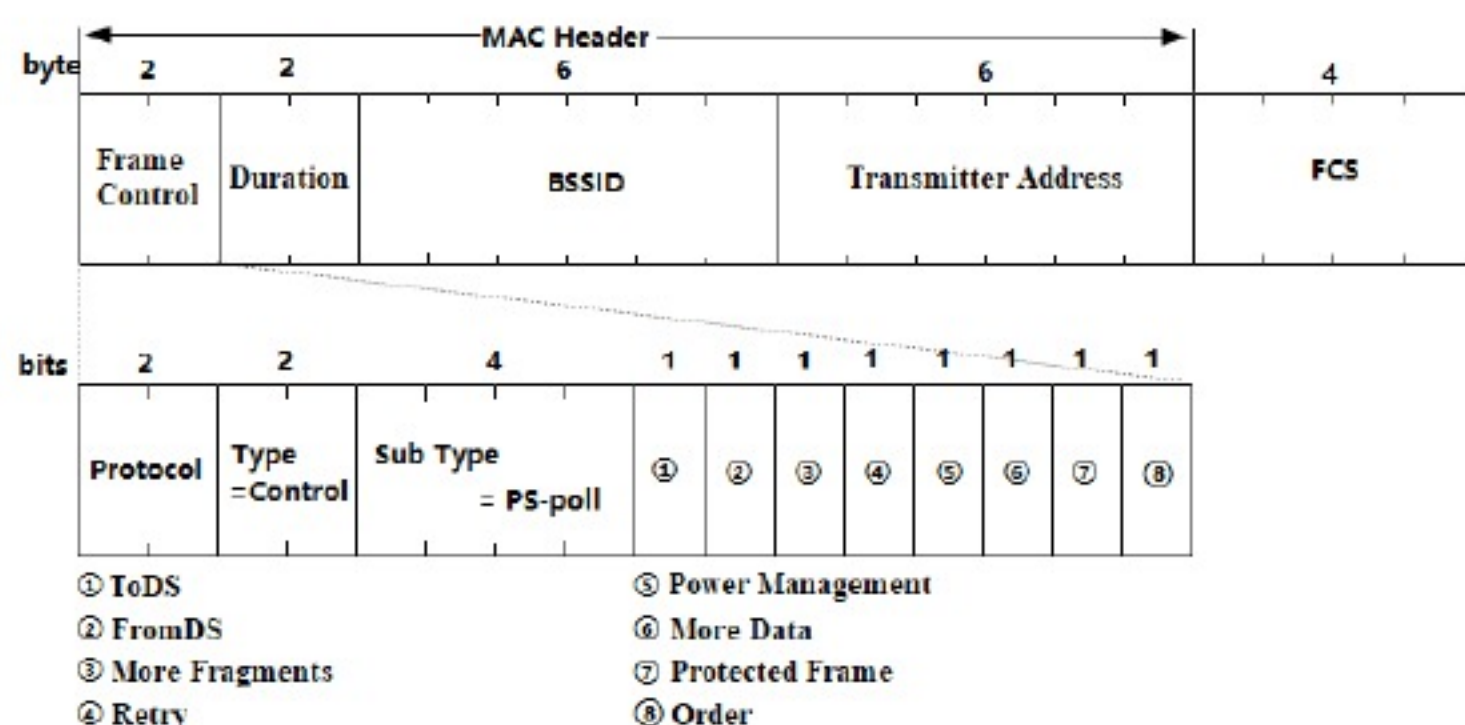 MAC Header
byte 2 2 6 6 4
Frame Control Duration BSSID Transmitter Address FCS
bits 2 2 4 1 1 1 1 1 1 1 1
Protocol Type =Control Sub Type = PS-poll ① ② ③ ④ ⑤ ⑥ ⑦ ⑧
① ToDS ⑤ Power Management
② FromDS ⑥ More Data
③ More Fragments ⑦ Protected Frame
④ Retry ⑧ Order